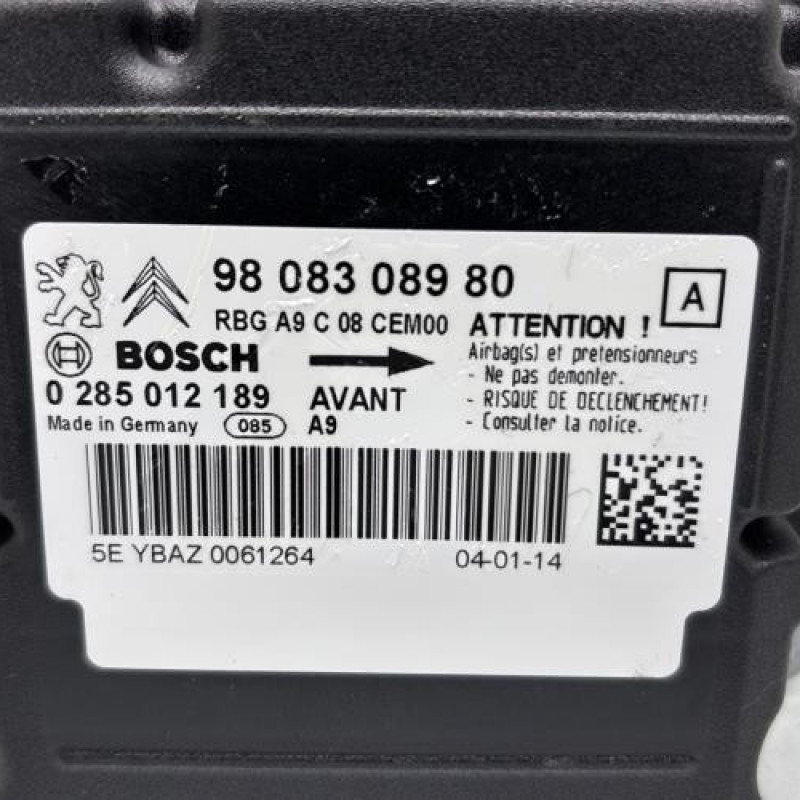 98 083 089 80
A
RBG A9 C 08 CEM00
ATTENTION !
BOSCH
Airbag(s) et pretensionneurs
- Ne pas demonter.
0 285 012 189
AVANT
- RISQUE DE DECLENCHEMENT!
Made in Germany
085
A9
- Consulter la notice.
5E YBAZ 0061264
04-01-14